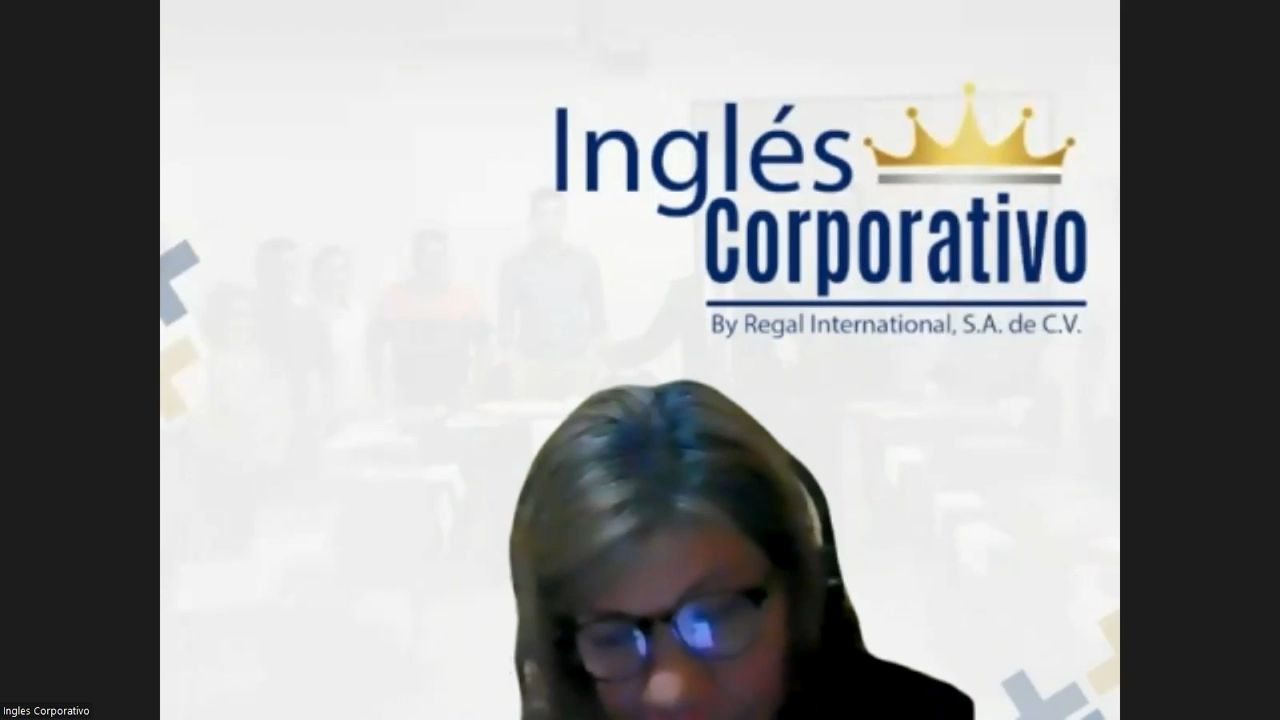 Inglés
Corporativo
By Regal International, S.A. de C.V.
Ingles Corporativo